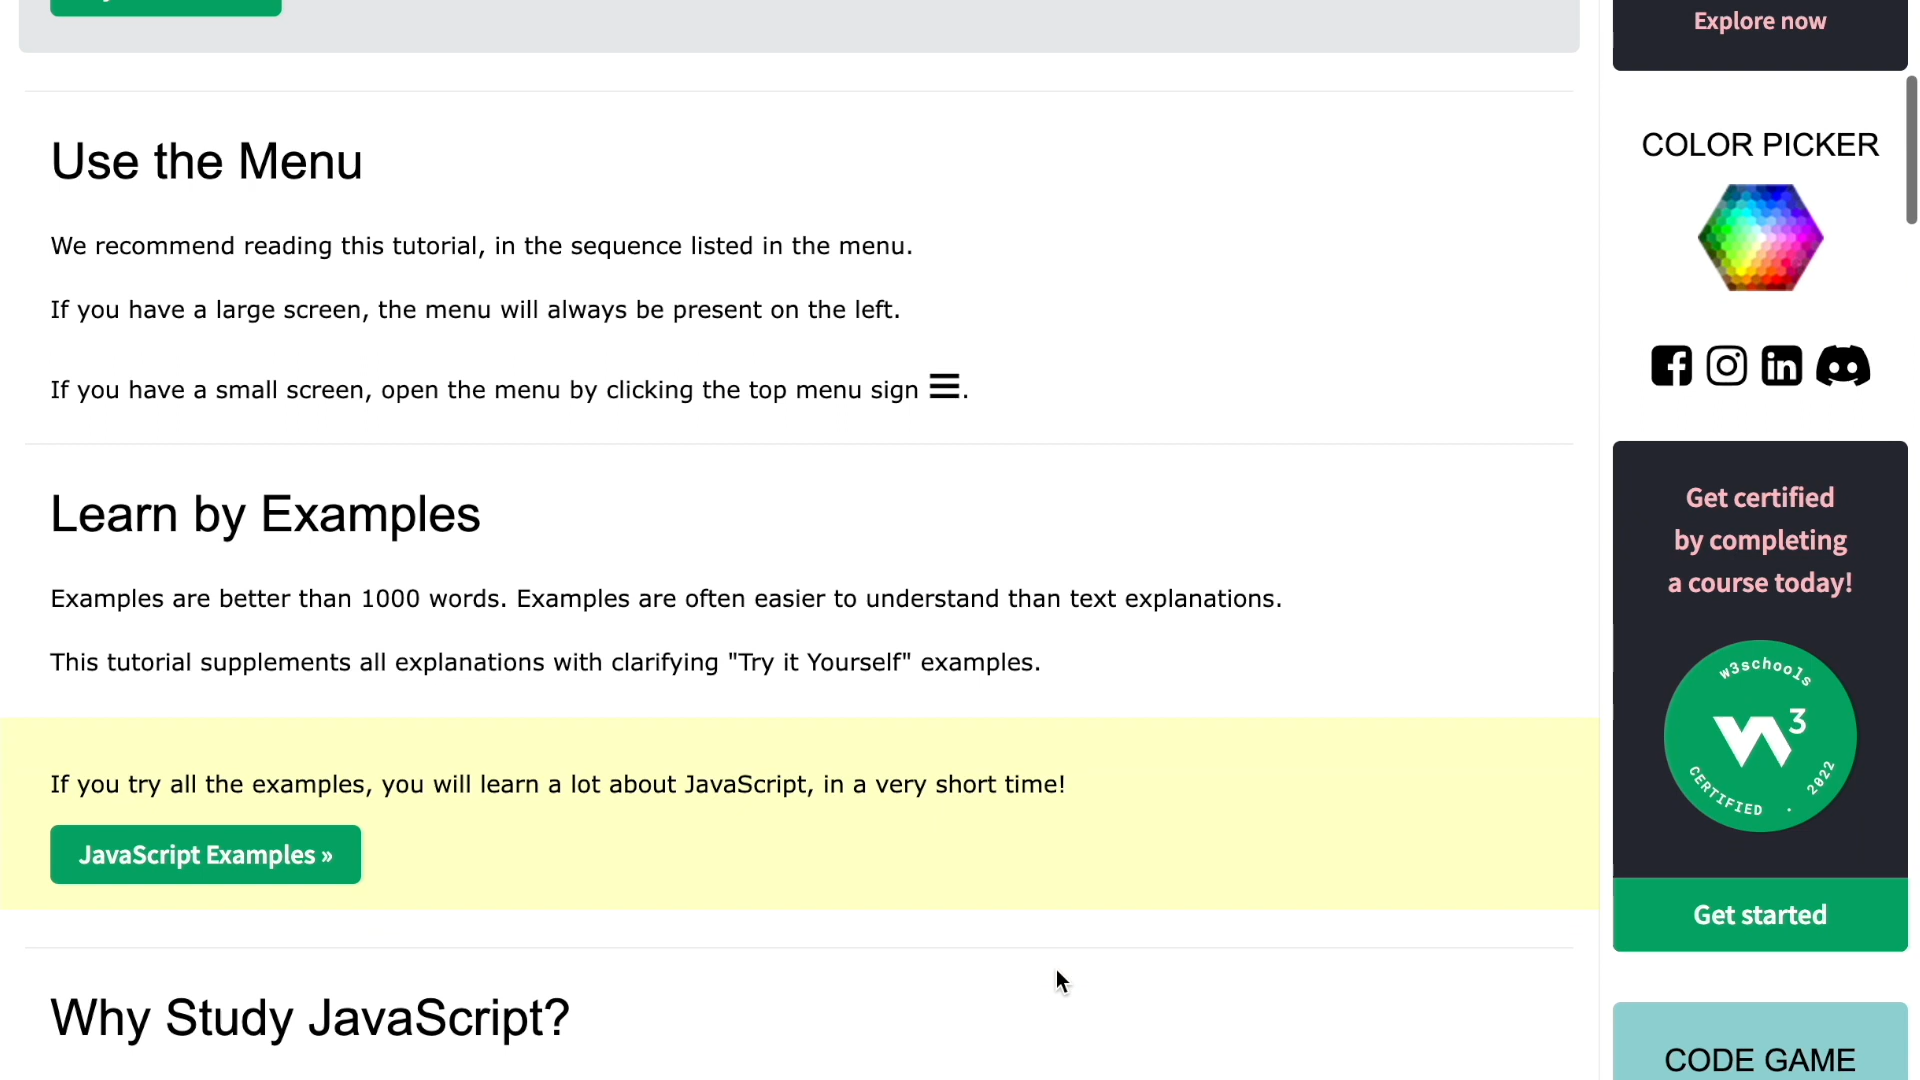 Explore now
Use the Menu
We recommend reading this tutorial, in the sequence listed in the menu.
If you have a large screen, the menu will always be present on the left.
If you have a small screen, open the menu by clicking the top menu sign ☰.
Learn by Examples
Examples are better than 1000 words. Examples are often easier to understand than text explanations.
This tutorial supplements all explanations with clarifying "Try it Yourself" examples.
If you try all the examples, you will learn a lot about JavaScript, in a very short time!
JavaScript Examples »
Why Study JavaScript?
COLOR PICKER
Get certified
by completing
a course today!
w3schools
W3
CERTIFIED . 2022
Get started
CODE GAME